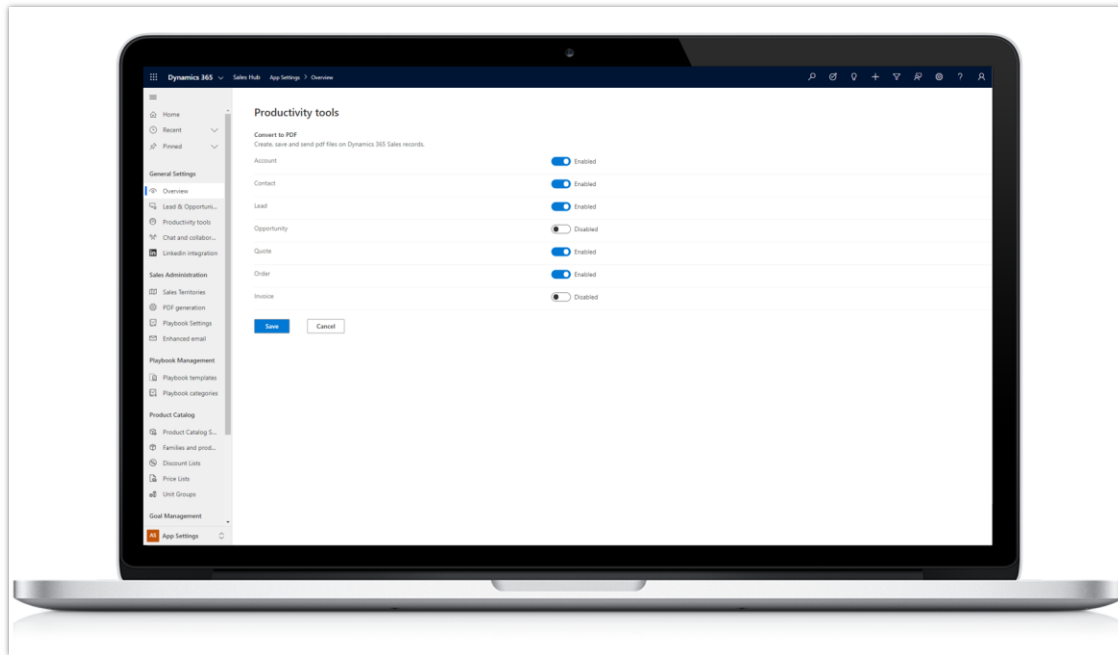 Dynamics 365
Sales Hub
App Settings > Overview
Home
Recent
Pinned
General Settings
Overview
Lead & Opportuni...
Productivity tools
Chat and collabor...
LinkedIn integration
Sales Administration
Sales Territories
PDF generation
Playbook Settings
Enhanced email
Playbook Management
Playbook templates
Playbook categories
Product Catalog
Product Catalog S...
Families and prod...
Discount Lists
Price Lists
Unit Groups
Goal Management
AS App Settings
Productivity tools
Convert to PDF
Create, save and send pdf files on Dynamics 365 Sales records.
Account Enabled
Contact Enabled
Lead Enabled
Opportunity Disabled
Quote Enabled
Order Enabled
Invoice Disabled
Save Cancel